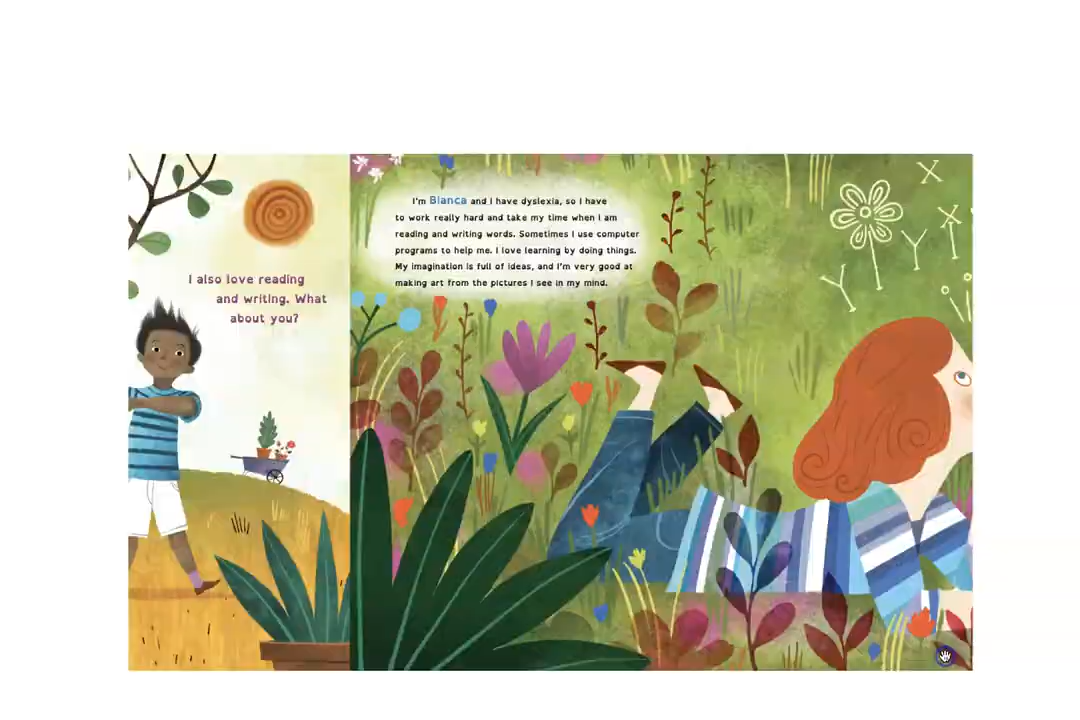 I also love reading
and writing. What
about you?
I'm Bianca and I have dyslexia, so I have
to work really hard and take my time when I am
reading and writing words. Sometimes I use computer
programs to help me. I love learning by doing things.
My imagination is full of ideas, and I'm very good at
making art from the pictures I see in my mind.
X
X
Y
Y